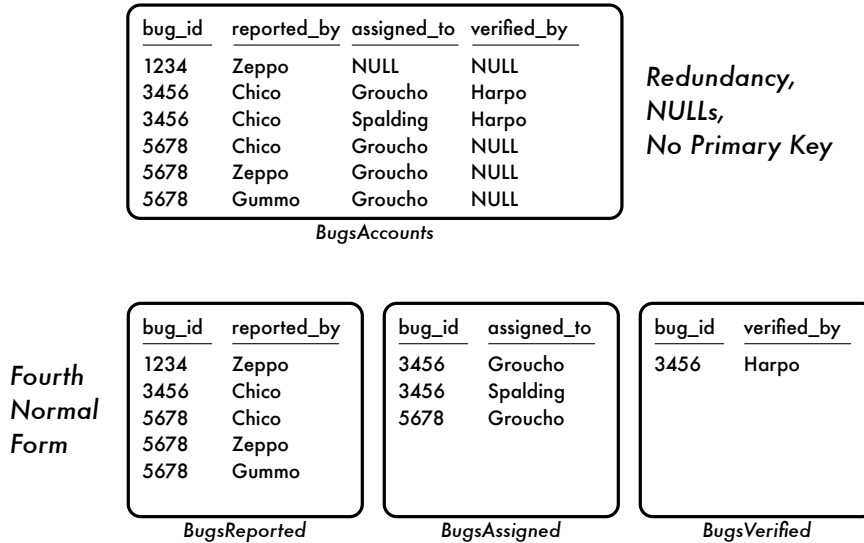 bug_id reported_by assigned_to verified_by
1234 Zeppo NULL NULL
3456 Chico Groucho Harpo
3456 Chico Spalding Harpo
5678 Chico Groucho NULL
5678 Zeppo Groucho NULL
5678 Gummo Groucho NULL
BugsAccounts
Redundancy,
NULLs,
No Primary Key
Fourth
Normal
Form
bug_id reported_by
1234 Zeppo
3456 Chico
5678 Chico
5678 Zeppo
5678 Gummo
BugsReported
bug_id assigned_to
3456 Groucho
3456 Spalding
5678 Groucho
BugsAssigned
bug_id verified_by
3456 Harpo
BugsVerified